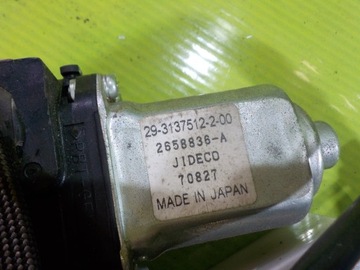 29-3137512-2-00
2658836-A
JIDECO
70827
MADE IN JAPAN